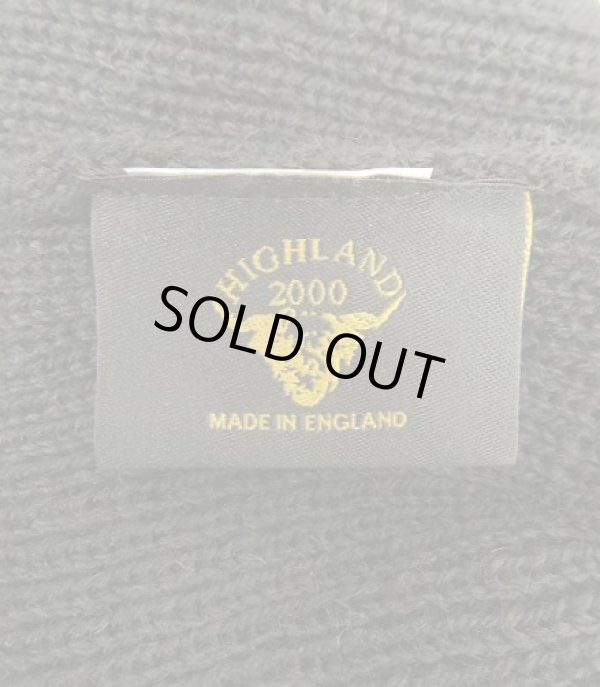 HIGHLAND
2000
SOLD OUT
MADE IN ENGLAND